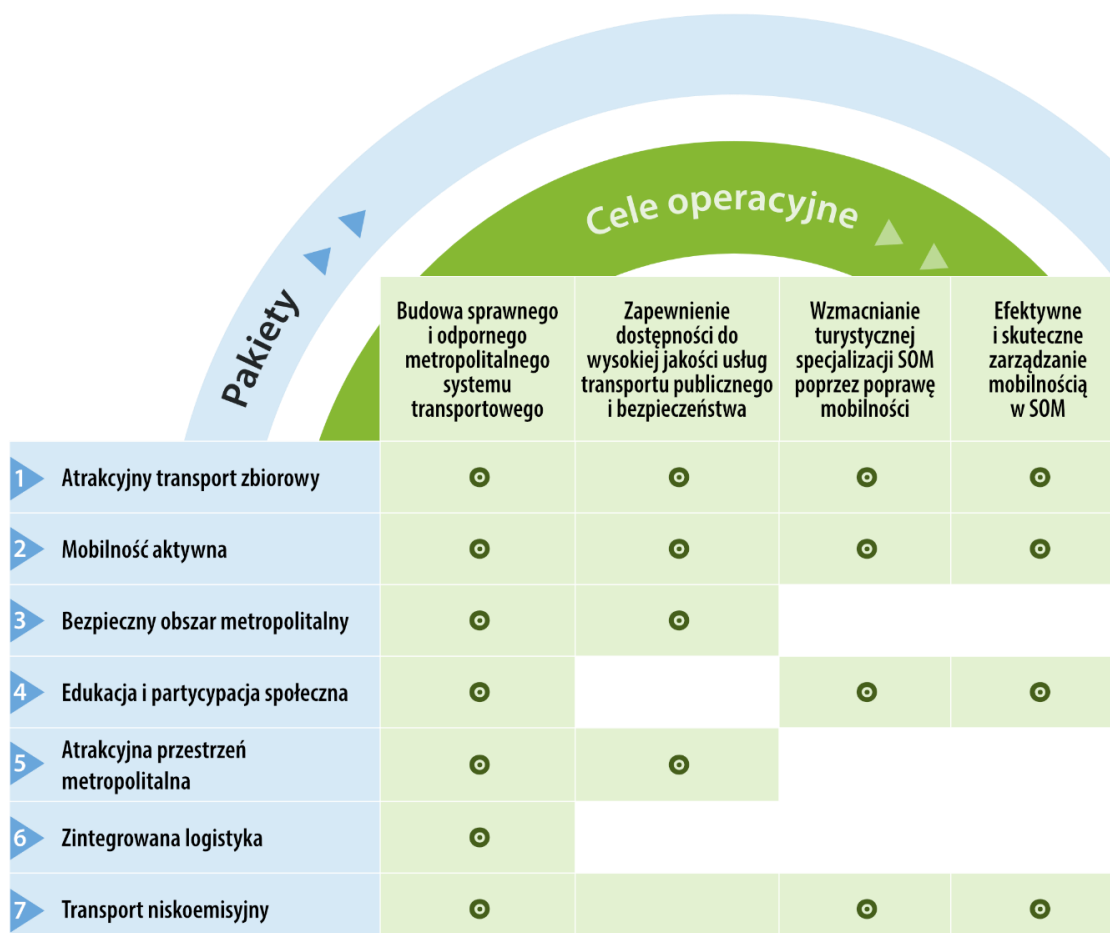 Pakiety
Cele operacyjne
Budowa sprawnego
i odpornego
metropolitalnego
systemu
transportowego
Zapewnienie
dostępności do
wysokiej jakości usług
transportu publicznego
i bezpieczeństwa
Wzmacnianie
turystycznej
specjalizacji SOM
poprzez poprawę
mobilności
Efektywne
i skuteczne
zarządzanie
mobilnością
w SOM
1 Atrakcyjny transport zbiorowy
2 Mobilność aktywna
3 Bezpieczny obszar metropolitalny
4 Edukacja i partycypacja społeczna
5 Atrakcyjna przestrzeń
metropolitalna
6 Zintegrowana logistyka
7 Transport niskoemisyjny